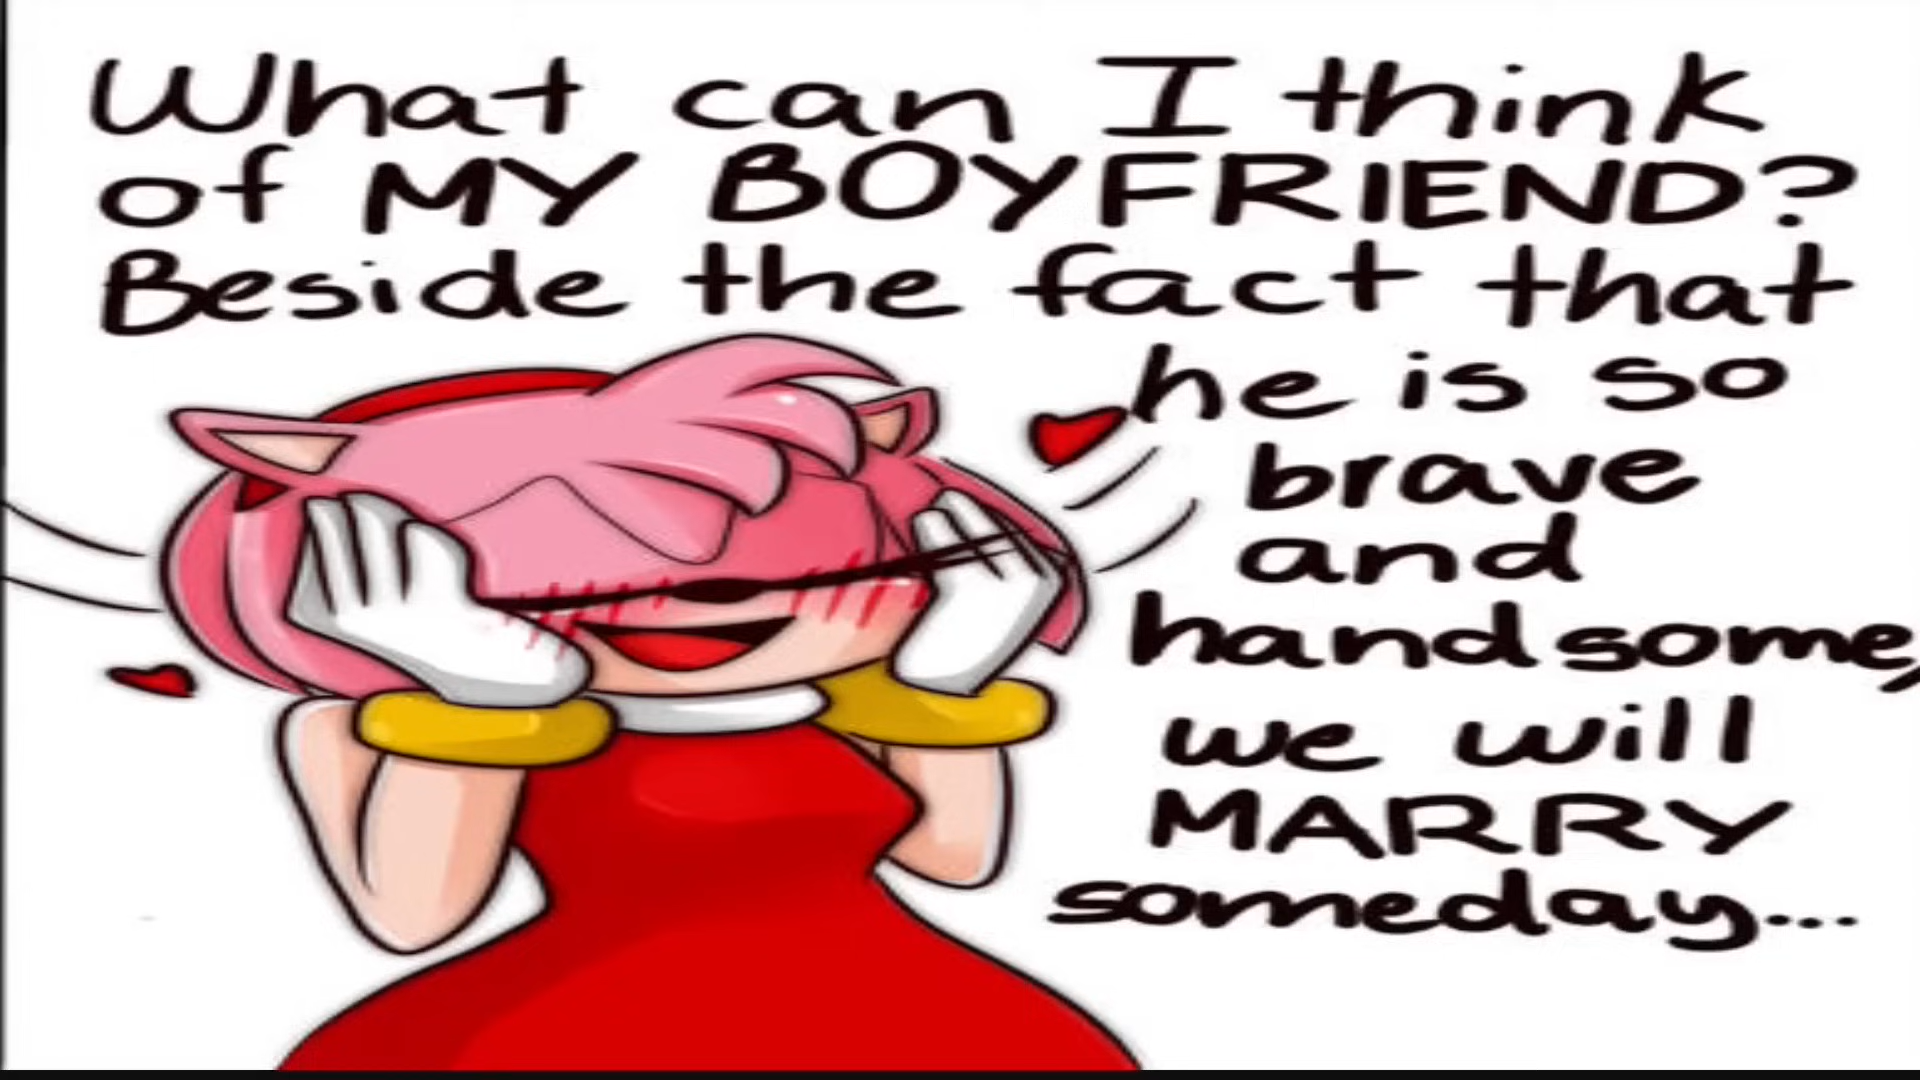 What can I think
of MY BOYFRIEND?
Beside the fact that
he is so
brave
and
handsome,
we will
MARRY
someday...